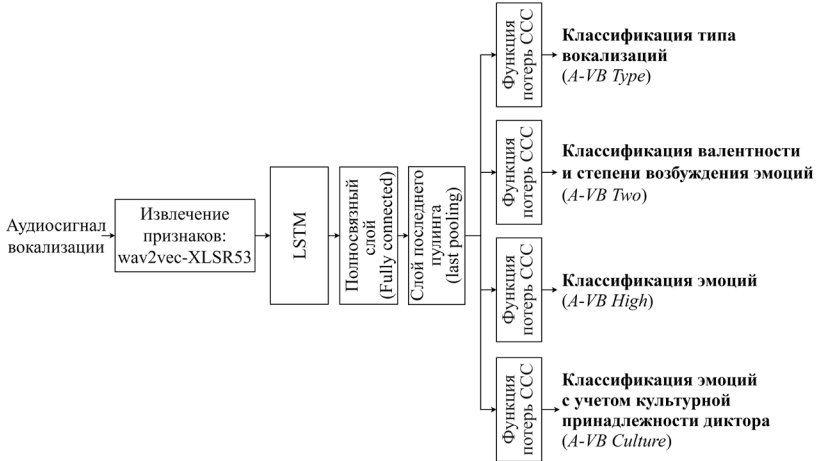 Аудиосигнал
вокализации
Извлечение
признаков:
wav2vec-XLSR53
LSTM
Полносвязный
слой
(Fully connected)
Слой последнего
пулинга
(last pooling)
Функция
потерь CCC
Классификация типа
вокализаций
(A-VB Type)
Функция
потерь CCC
Классификация валентности
и степени возбуждения эмоций
(A-VB Two)
Функция
потерь CCC
Классификация эмоций
(A-VB High)
Функция
потерь CCC
Классификация эмоций
с учетом культурной
принадлежности диктора
(A-VB Culture)